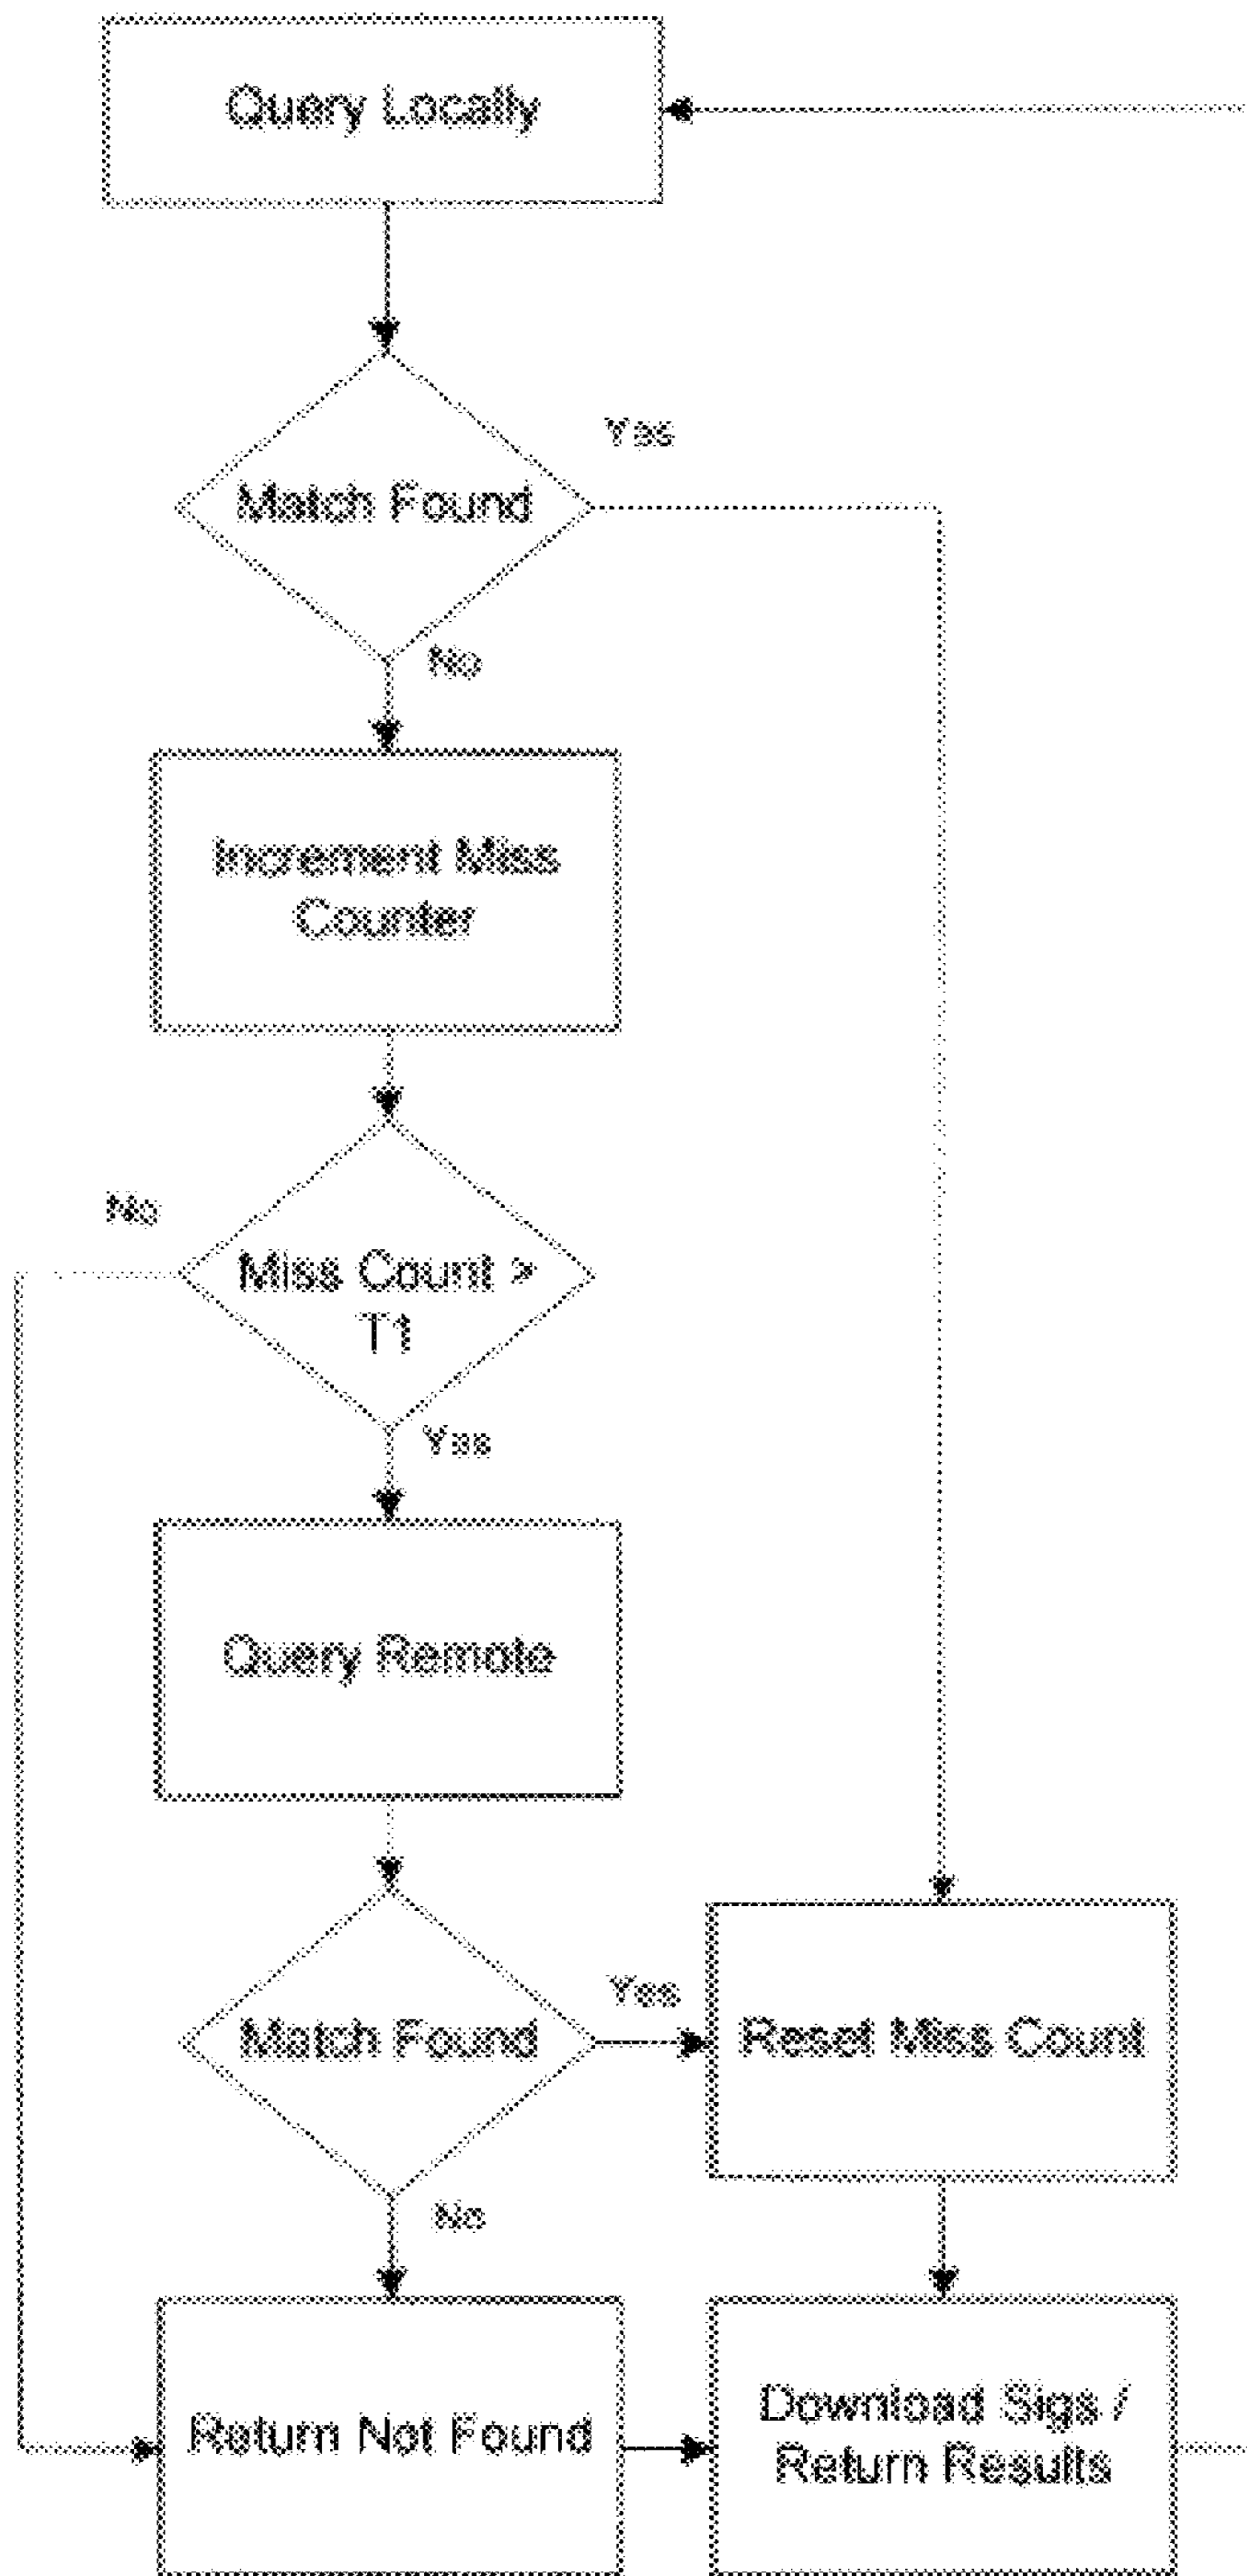 Query Locally
Yes
Match Found
No
Increment Miss
Counter
No
Miss Count >
T1
Yes
Query Remote
Yes
Match Found
Reset Miss Count
No
Return Not Found
Download Sigs /
Return Results